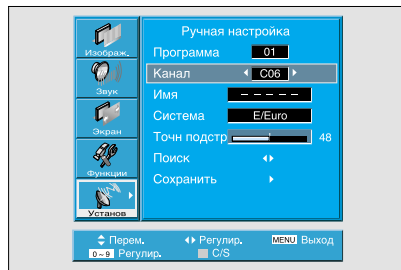 Ручная настройка
Изображ.
Программа 01
Канал C06
Звук
Имя – – – – –
Система E/Euro
Экран
Точн подстр 48
Поиск
Функции
Сохранить
Установ
Перем. Регулир. MENU Выход
0~9 Регулир. C/S